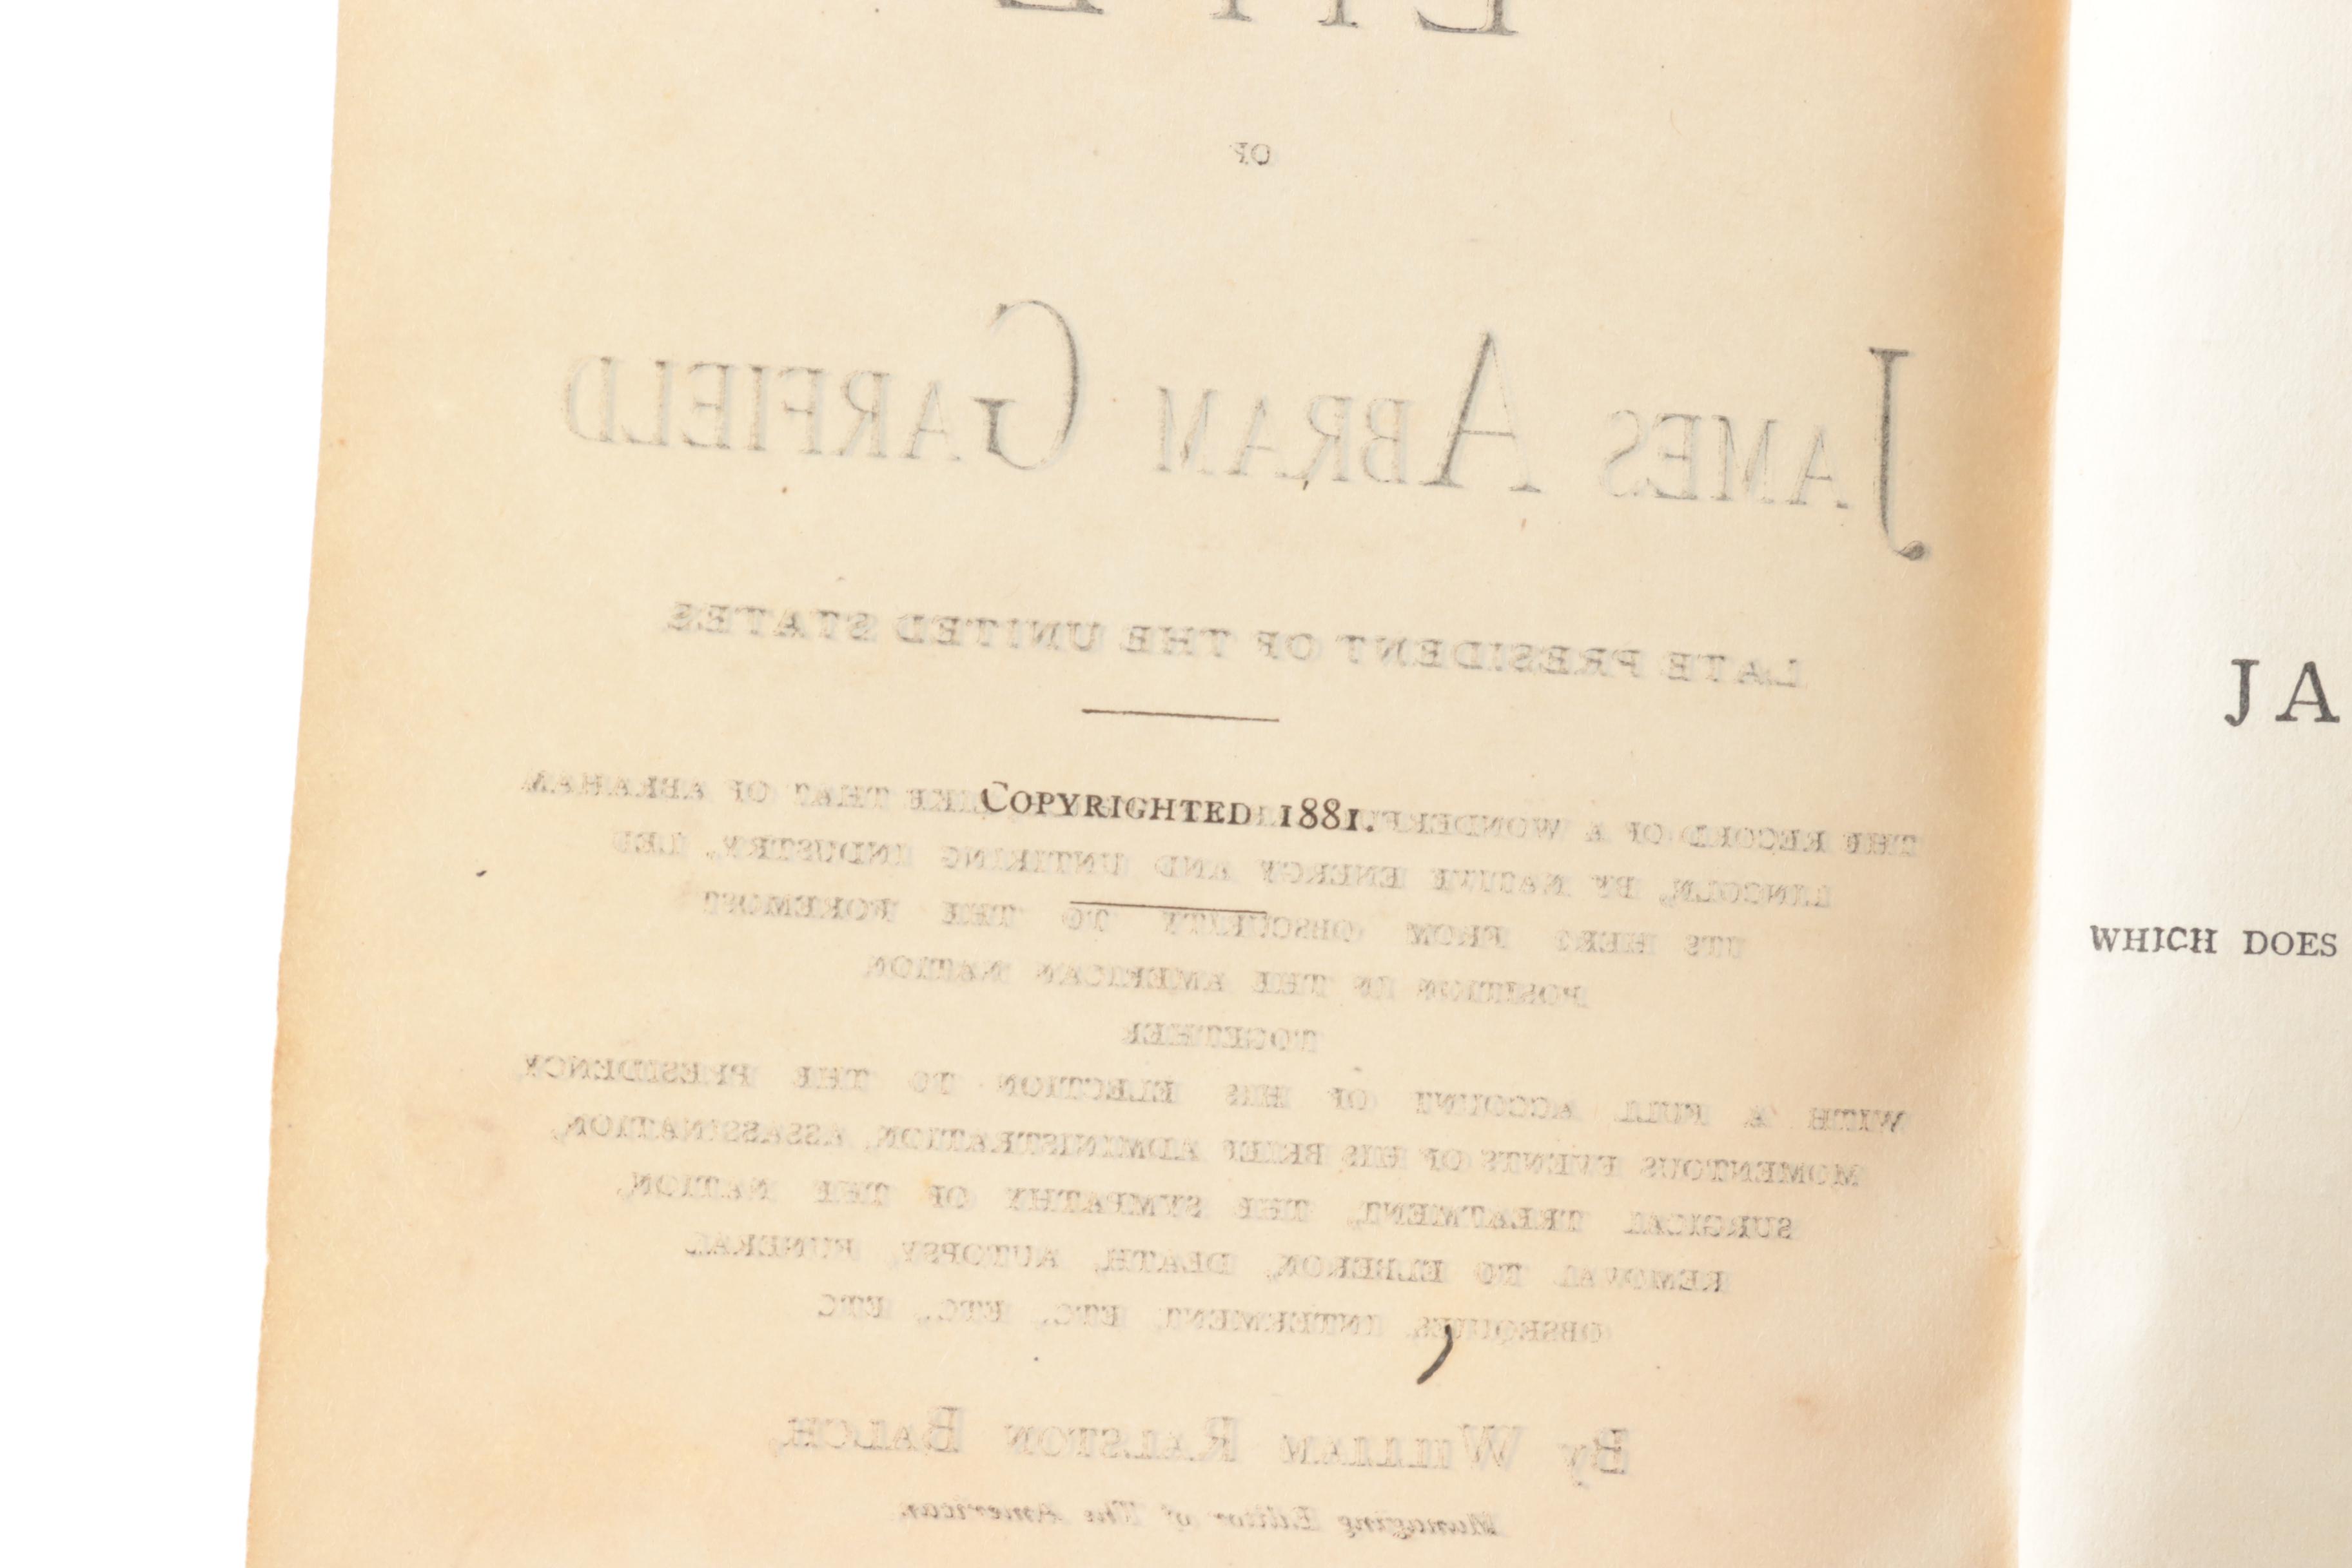 LIFE
OF
JAMES ABRAM GARFIELD
LATE PRESIDENT OF THE UNITED STATES
COPYRIGHTED 1881.
THE RECORD OF A WONDERFUL LIKE THAT OF ABRAHAM
LINCOLN, BY NATIVE ENERGY AND UNTIRING INDUSTRY, LED
ITS HERO FROM OBSCURITY TO THE FOREMOST
POSITION IN THE AMERICAN NATION
TOGETHER
WITH A FULL ACCOUNT OF HIS ELECTION TO THE PRESIDENCY
MOMENTOUS EVENTS OF HIS BRIEF ADMINISTRATION, ASSASSINATION,
SURGICAL TREATMENT, THE SYMPATHY OF THE NATION,
REMOVAL TO ELBERON, DEATH, AUTOPSY, FUNERAL
OBSEQUIES, INTERMENT, ETC., ETC., ETC
BY WILLIAM RALSTON BALCH,
Managing Editor of The American.
JA
WHICH DOES